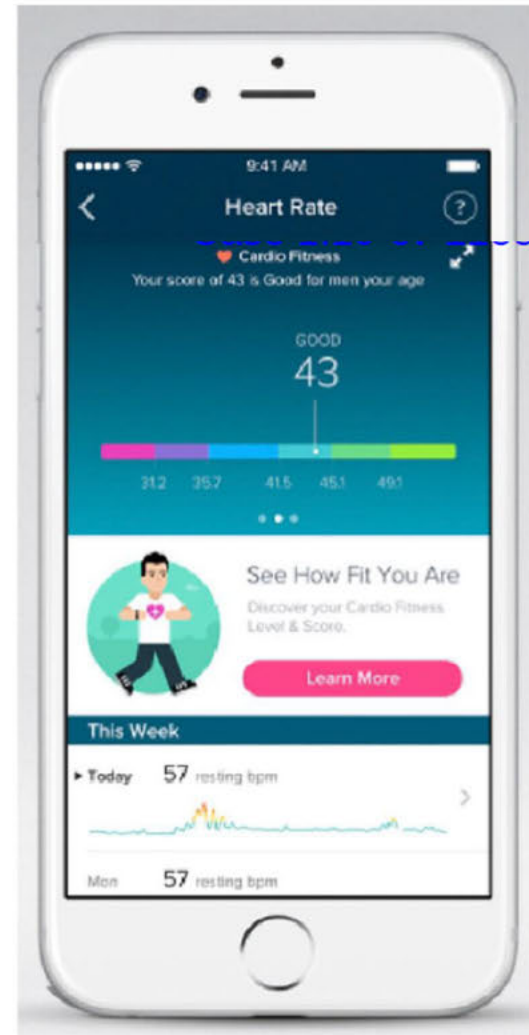 9:41 AM
Heart Rate
?
Cardio Fitness
Your score of 43 is Good for men your age
GOOD
43
31.2 35.7 41.5 45.1 49.1
See How Fit You Are
Discover your Cardio Fitness
Level & Score.
Learn More
This Week
Today 57 resting bpm
Mon 57 resting bpm